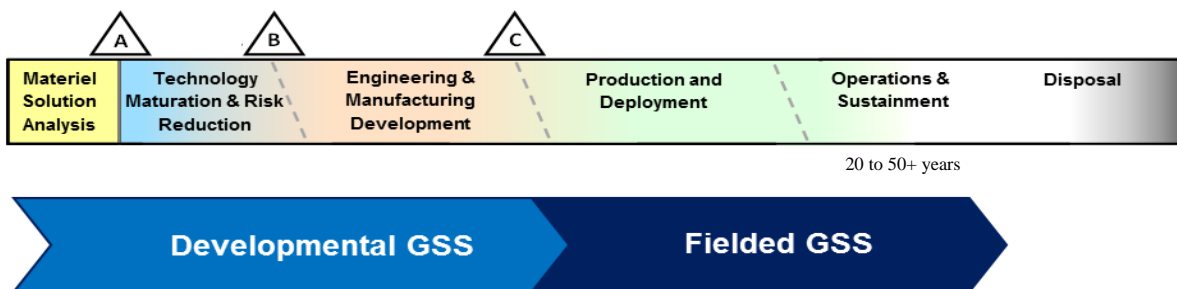 A
B
C
Materiel
Solution
Analysis
Technology
Maturation & Risk
Reduction
Engineering &
Manufacturing
Development
Production and
Deployment
Operations &
Sustainment
Disposal
20 to 50+ years
Developmental GSS
Fielded GSS